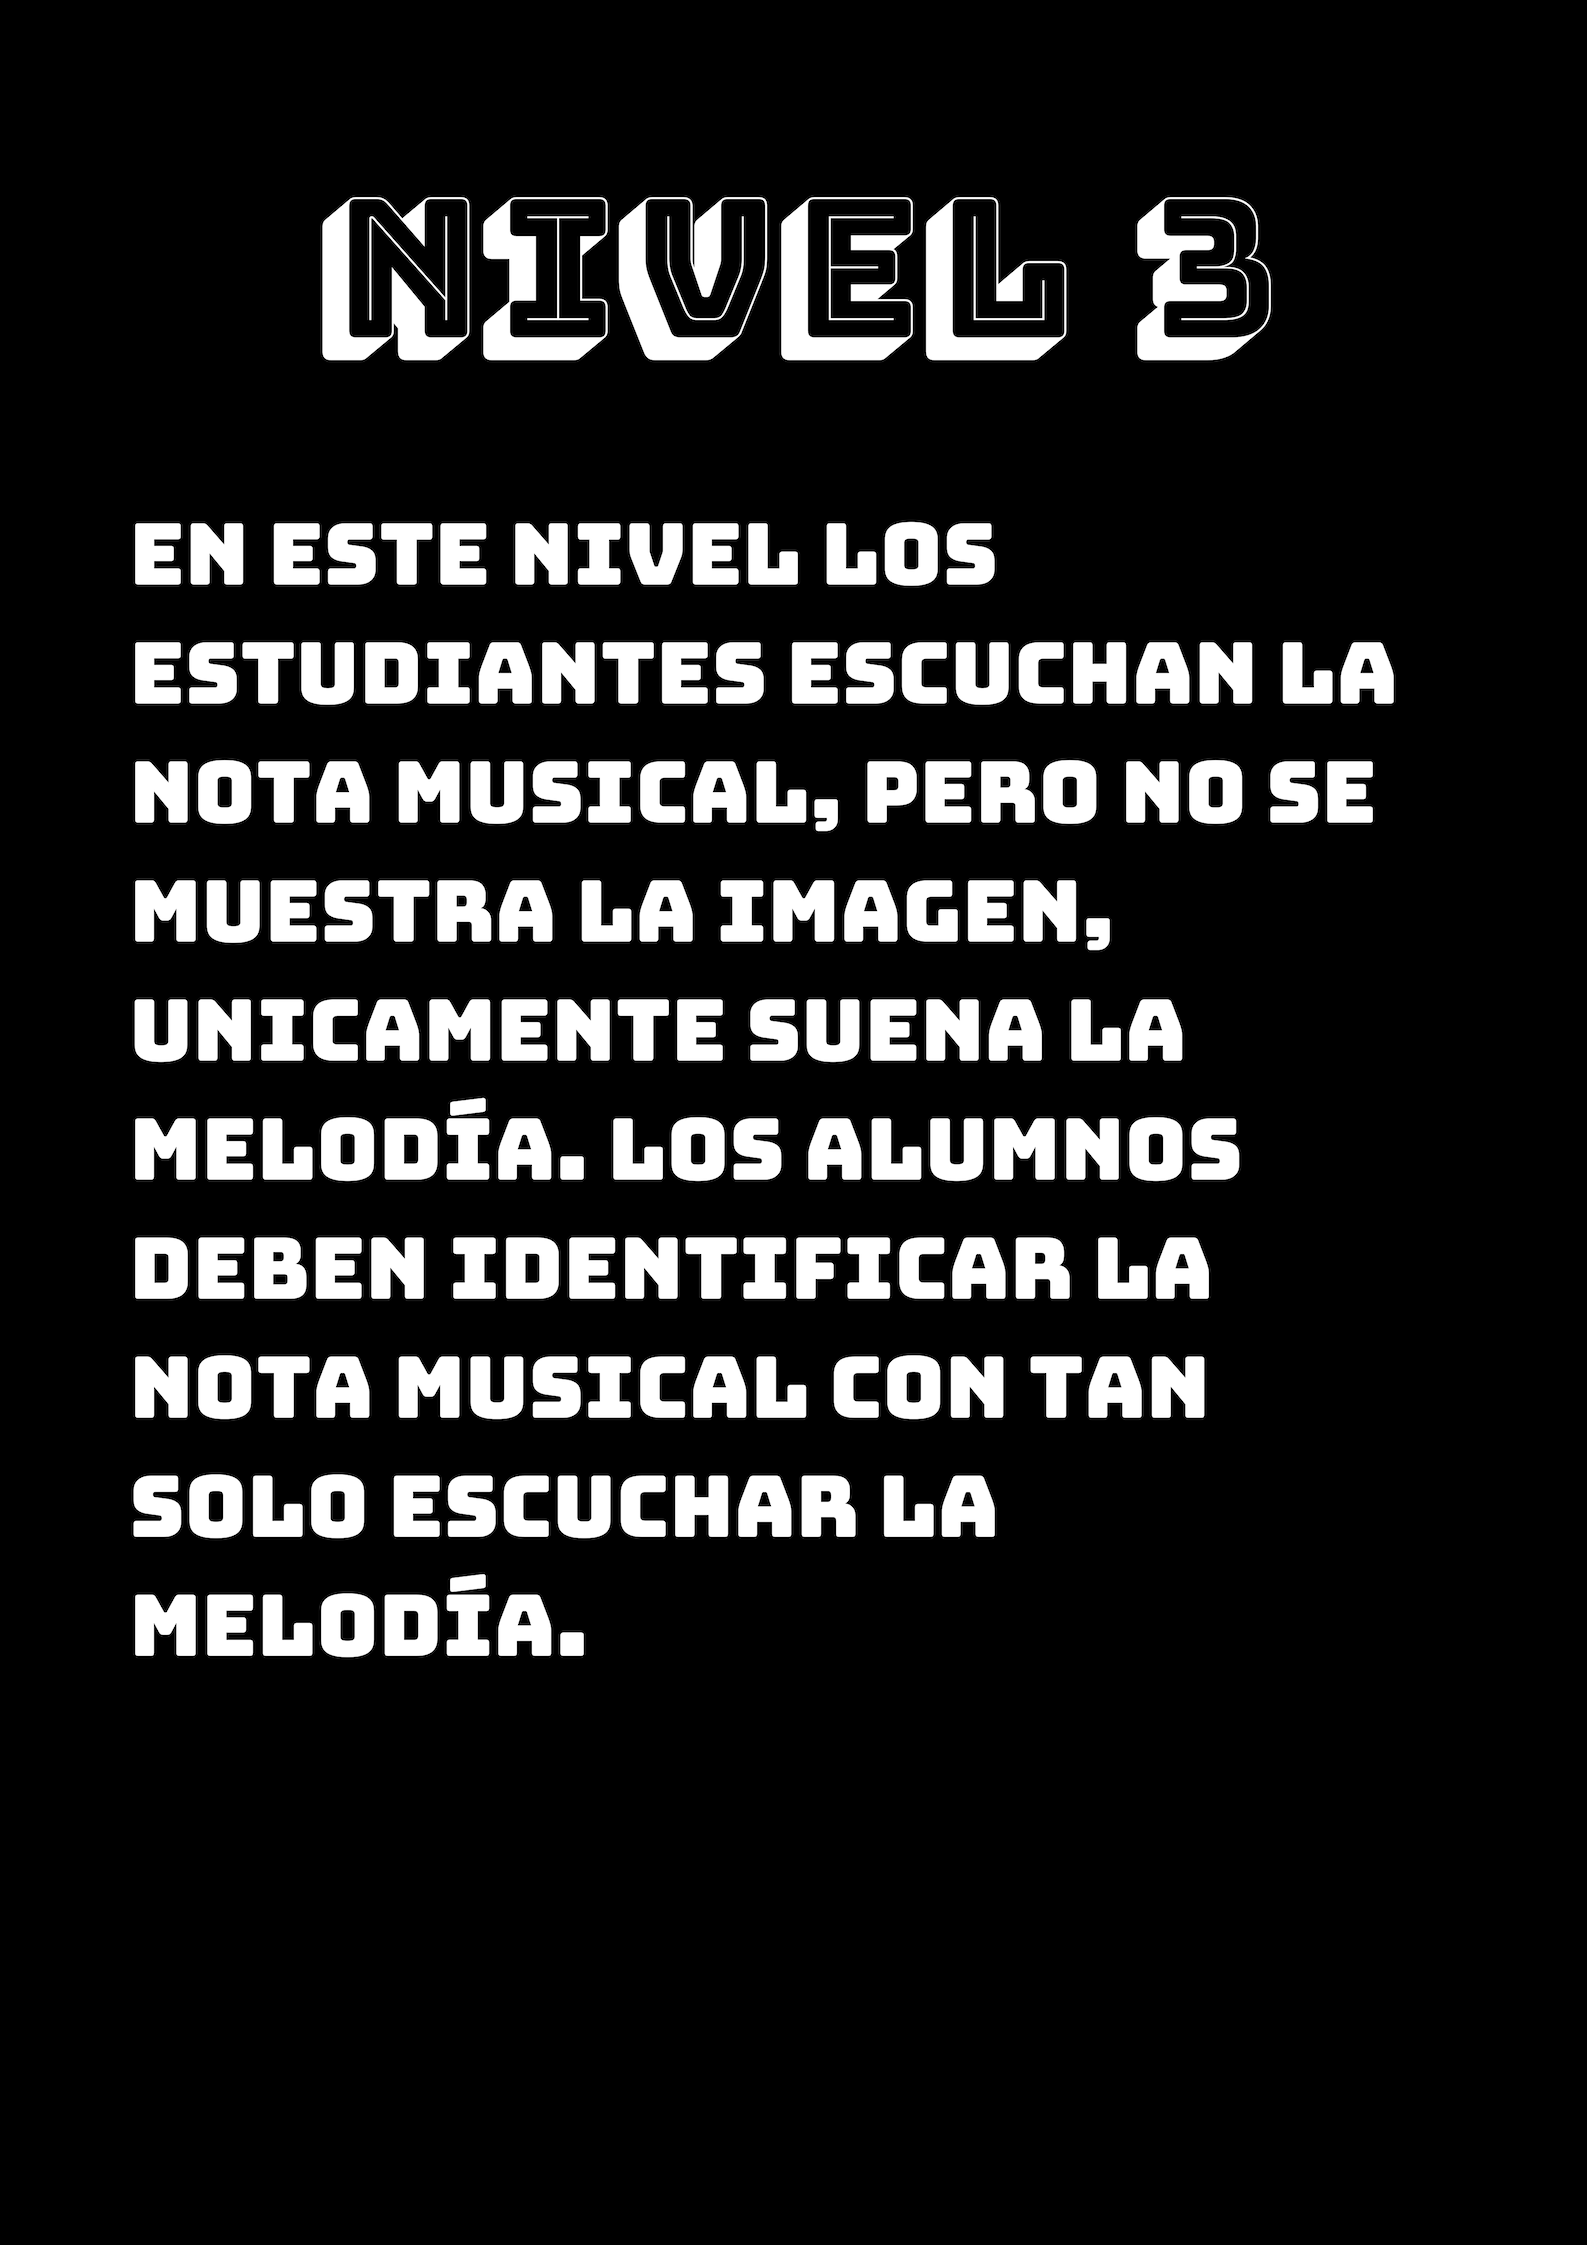 NIVEL 3
EN ESTE NIVEL LOS
ESTUDIANTES ESCUCHAN LA
NOTA MUSICAL, PERO NO SE
MUESTRA LA IMAGEN,
UNICAMENTE SUENA LA
MELODÍA. LOS ALUMNOS
DEBEN IDENTIFICAR LA
NOTA MUSICAL CON TAN
SOLO ESCUCHAR LA
MELODÍA.